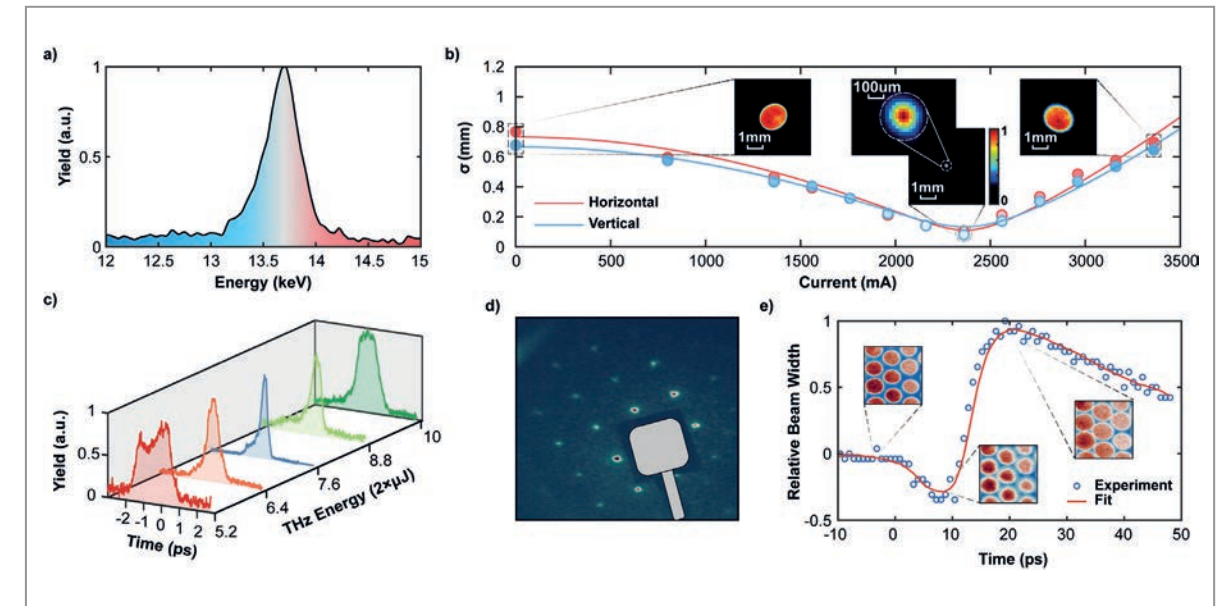 a)
1
0.5
0
Yield (a.u.)
12 12.5 13 13.5 14 14.5 15
Energy (keV)
b)
1.2
1
0.8
0.6
0.4
0.2
0
σ (mm)
1mm
100um
1mm
1
0
1mm
Horizontal
Vertical
0 500 1000 1500 2000 2500 3000 3500
Current (mA)
c)
1
0.5
0
Yield (a.u.)
-2 -1 0 1 2
Time (ps)
5.2 6.4 7.6 8.8 10
THz Energy (2×μJ)
d)
e)
1
0.5
0
-0.5
Relative Beam Width
Experiment
Fit
-10 0 10 20 30 40 50
Time (ps)